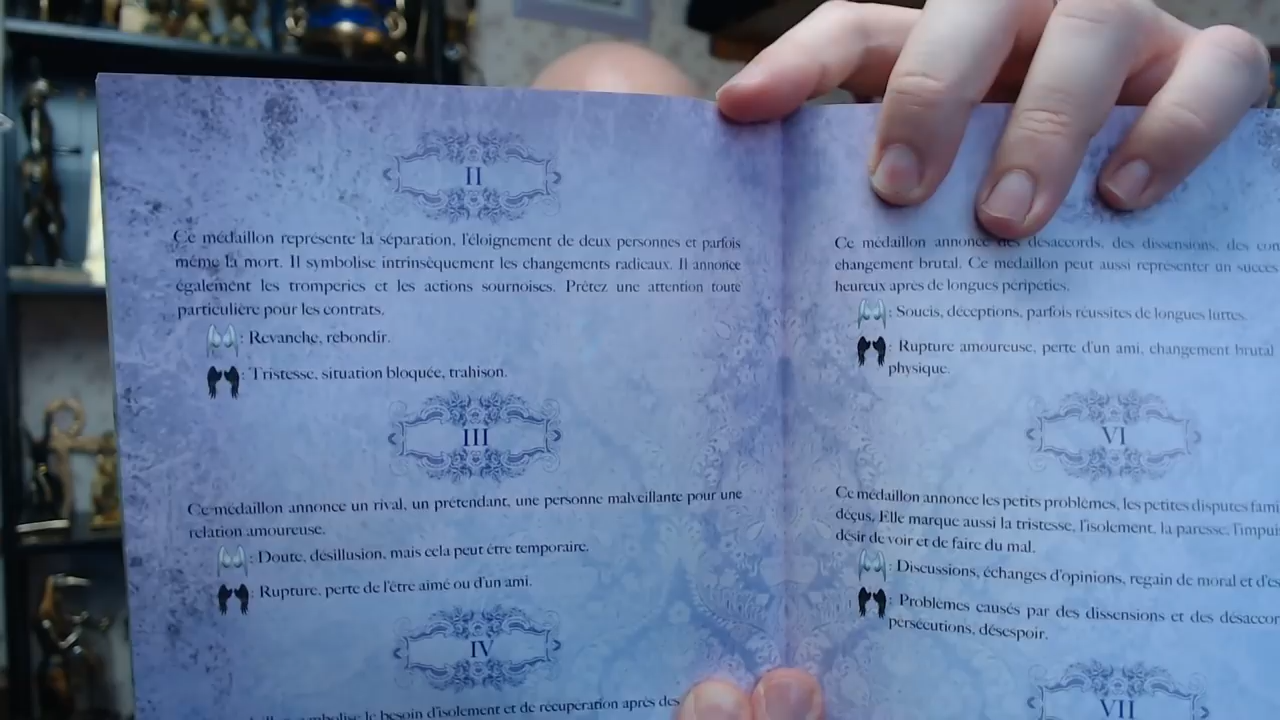 II
Ce médaillon représente la séparation, l'éloignement de deux personnes et parfois
même la mort. Il symbolise intrinsèquement les changements radicaux. Il annonce
également les tromperies et les actions sournoises. Prêtez une attention toute
particulière pour les contrats.
: Revanche, rebondir.
: Tristesse, situation bloquée, trahison.
III
Ce médaillon annonce un rival, un prétendant, une personne malveillante pour une
relation amoureuse.
: Doute, désillusion, mais cela peut être temporaire.
: Rupture, perte de l'être aimé ou d'un ami.
IV
le besoin d'isolement et de récupération après des
Ce médaillon annonce des désaccords, des dissensions, des
changement brutal. Ce médaillon peut aussi représenter un succès
heureux après de longues péripéties.
: Soucis, déceptions, parfois réussites de longues luttes.
: Rupture amoureuse, perte d'un ami, changement brutal
physique.
VI
Ce médaillon annonce les petits problèmes, les petites disputes
déçus. Elle marque aussi la tristesse, l'isolement, la paresse,
désir de voir et de faire du mal.
: Discussions, échanges d'opinions, regain de moral et
: Problèmes causés par des dissensions et des
persécutions, désespoir.
VII